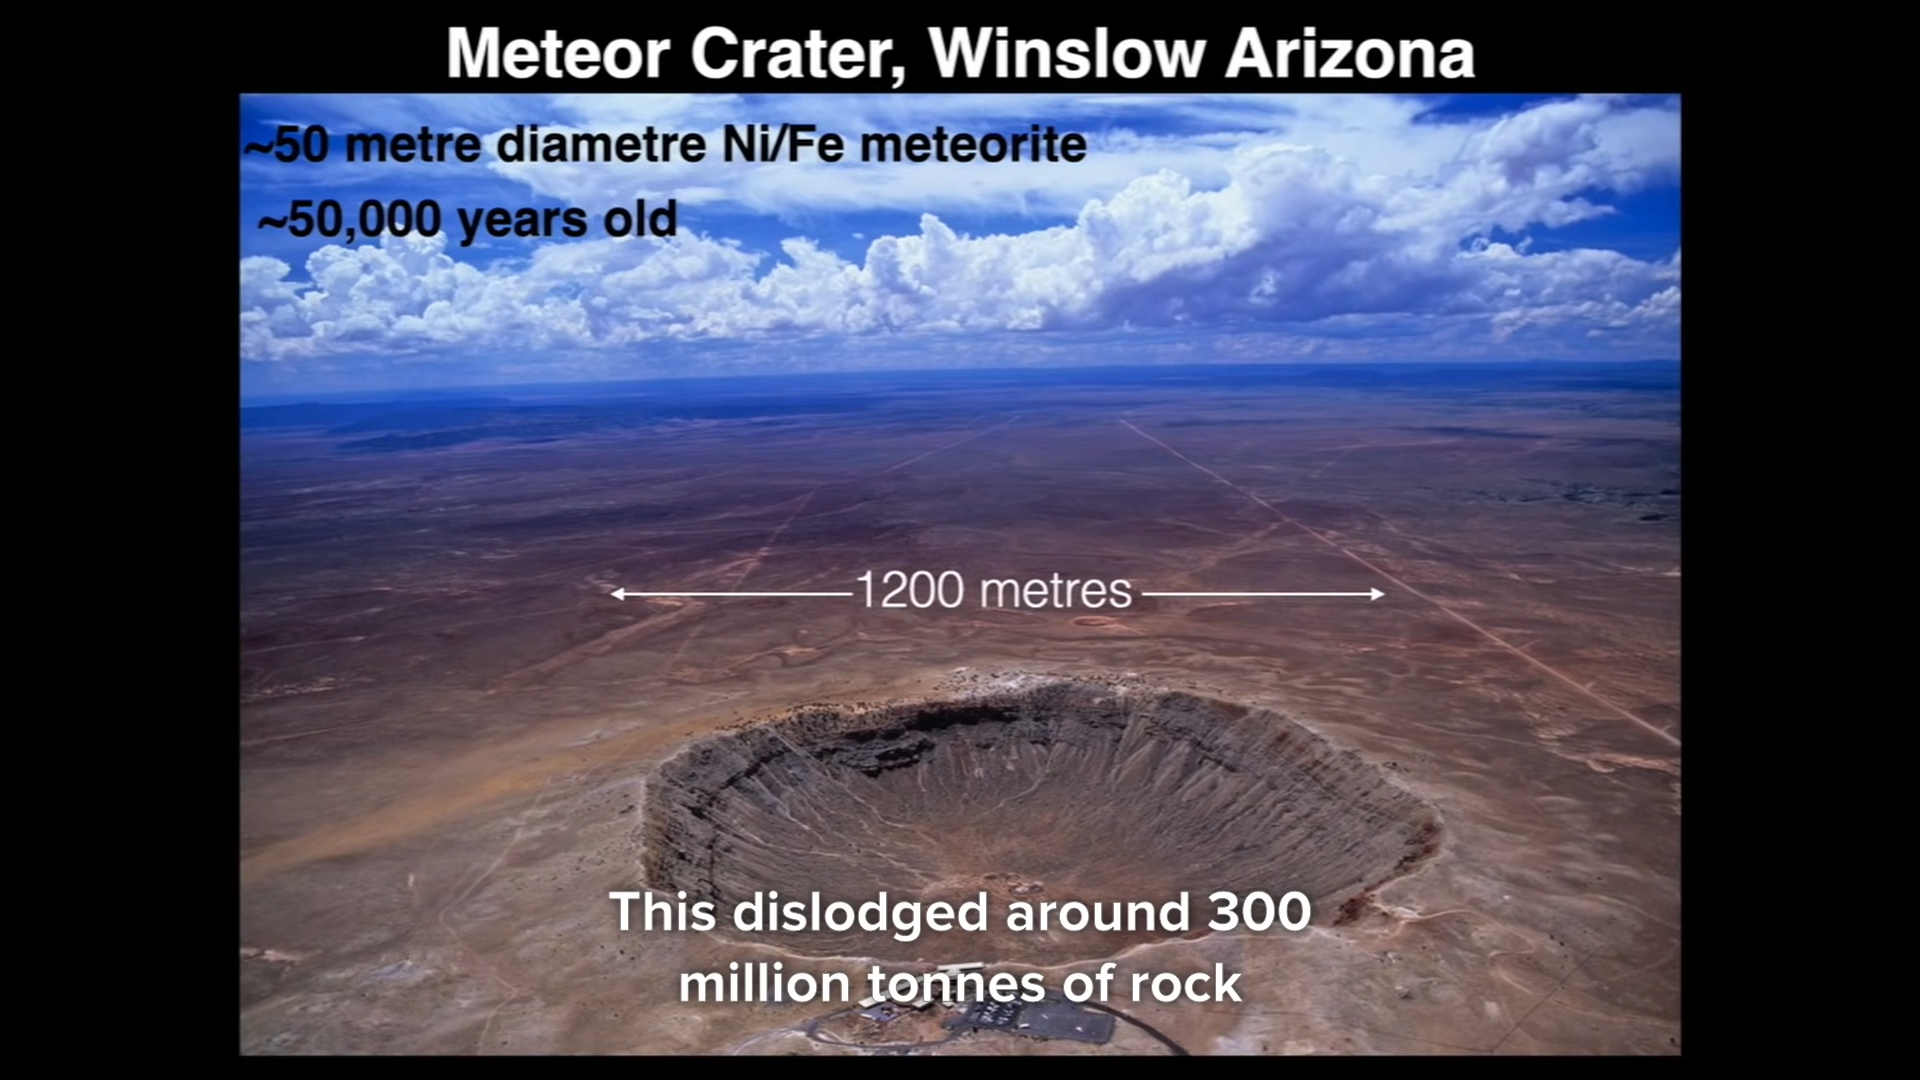 Meteor Crater, Winslow Arizona
~50 metre diametre Ni/Fe meteorite
~50,000 years old
1200 metres
This dislodged around 300
million tonnes of rock